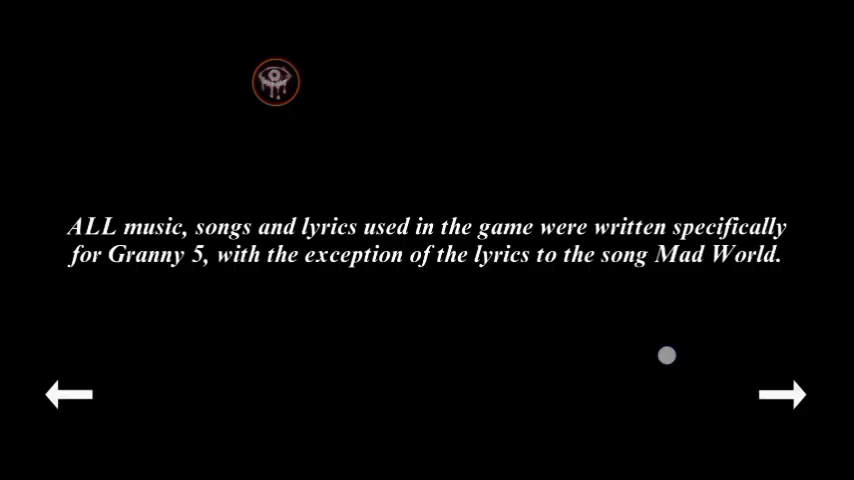 ALL music, songs and lyrics used in the game were written specifically
for Granny 5, with the exception of the lyrics to the song Mad World.